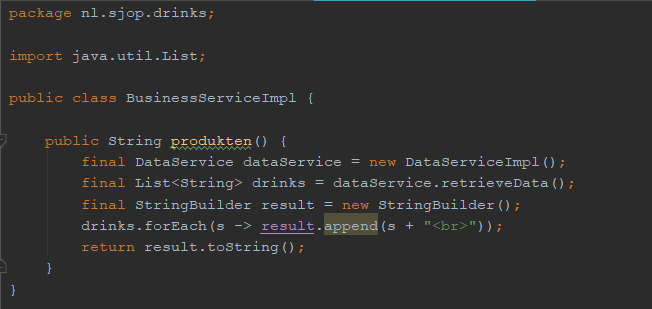 package nl.sjop.drinks;
import java.util.List;
public class BusinessServiceImpl {
public String produkten() {
final DataService dataService = new DataServiceImpl();
final List<String> drinks = dataService.retrieveData();
final StringBuilder result = new StringBuilder();
drinks.forEach(s -> result.append(s + "<br>"));
return result.toString();
}
}